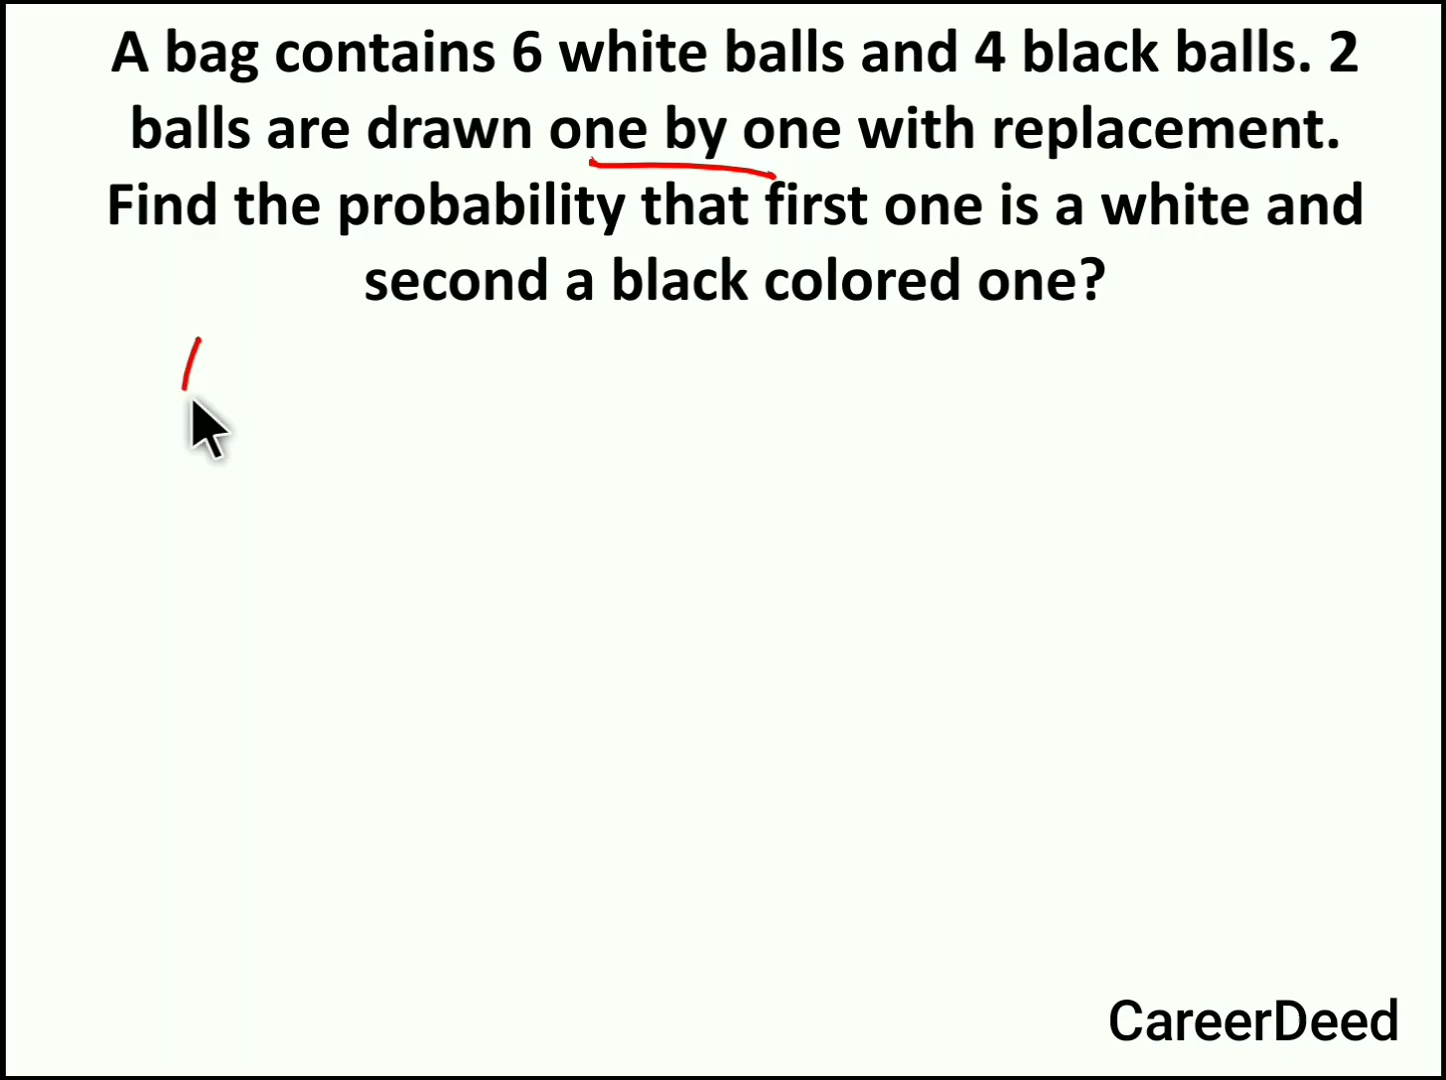 A bag contains 6 white balls and 4 black balls. 2
balls are drawn one by one with replacement.
Find the probability that first one is a white and
second a black colored one?
CareerDeed